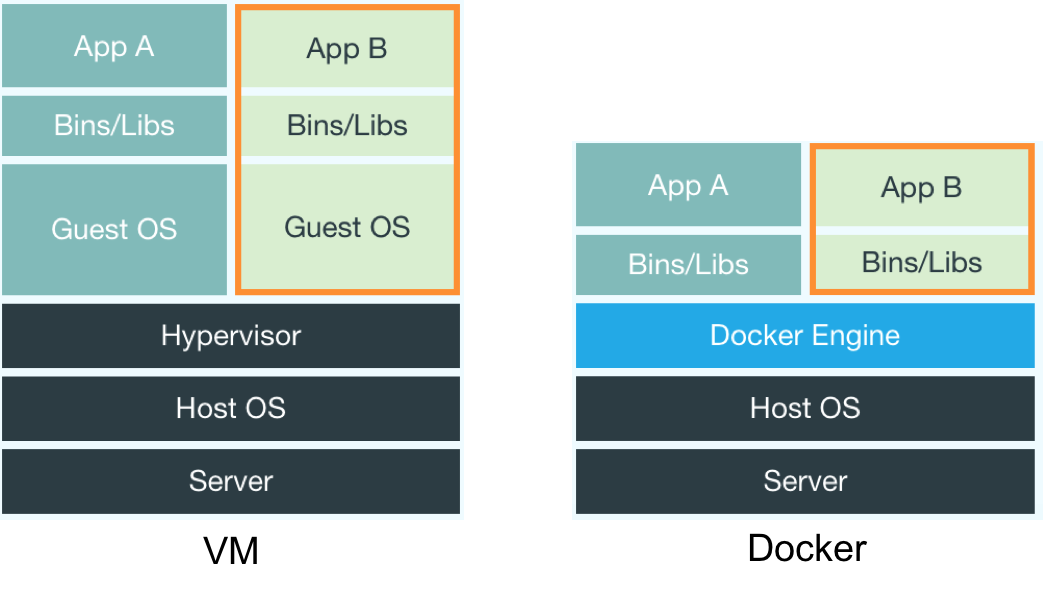 App A
App B
Bins/Libs
Bins/Libs
Guest OS
Guest OS
Hypervisor
Host OS
Server
VM
App A
App B
Bins/Libs
Bins/Libs
Docker Engine
Host OS
Server
Docker